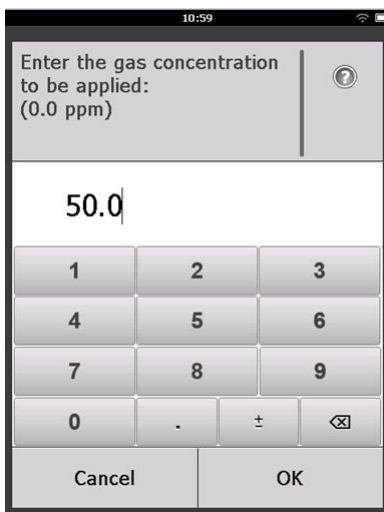 10:59
Enter the gas concentration
to be applied:
(0.0 ppm)
?
50.0
1 2 3
4 5 6
7 8 9
0 . ±
Cancel OK